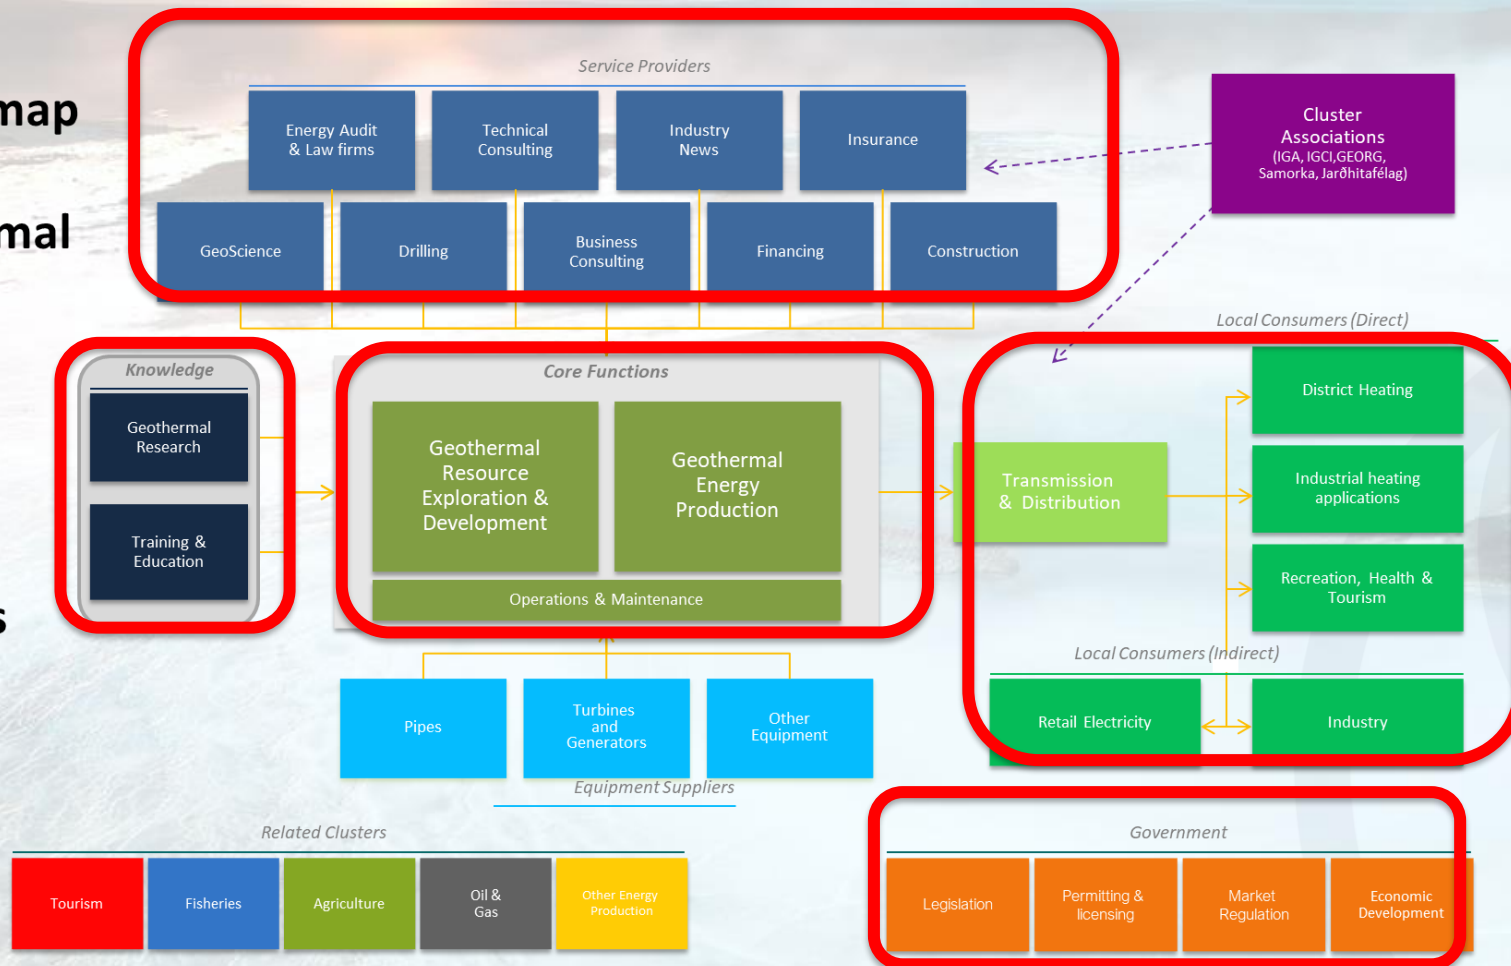 map
mal
s
Service Providers
Energy Audit
& Law firms
Technical
Consulting
Industry
News
Insurance
Cluster
Associations
(IGA, IGCI,GEORG,
Samorka, Jarðhitafélag)
GeoScience
Drilling
Business
Consulting
Financing
Construction
Knowledge
Geothermal
Research
Training &
Education
Core Functions
Geothermal
Resource
Exploration &
Development
Geothermal
Energy
Production
Operations & Maintenance
Transmission
& Distribution
Local Consumers (Direct)
District Heating
Industrial heating
applications
Recreation, Health &
Tourism
Local Consumers (Indirect)
Retail Electricity
Industry
Pipes
Turbines
and
Generators
Other
Equipment
Equipment Suppliers
Related Clusters
Tourism
Fisheries
Agriculture
Oil &
Gas
Other Energy
Production
Government
Legislation
Permitting &
licensing
Market
Regulation
Economic
Development